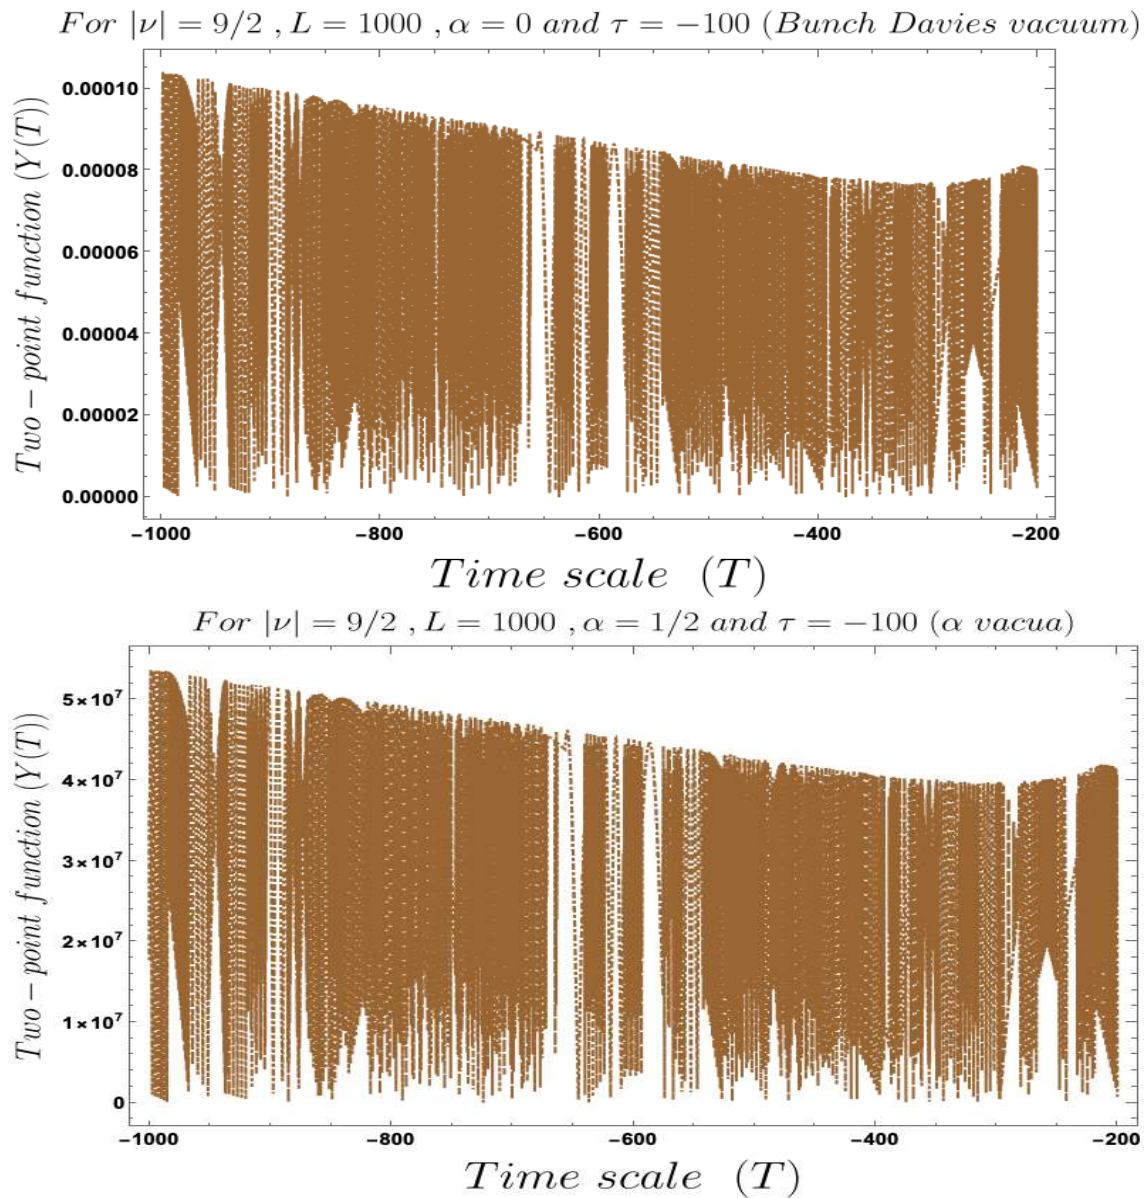 For |ν| = 9/2 , L = 1000 , α = 0 and τ = −100 (Bunch Davies vacuum)
Two − point function (Y(T))
0.00010
0.00008
0.00006
0.00004
0.00002
0.00000
−1000 −800 −600 −400 −200
Time scale (T)
For |ν| = 9/2 , L = 1000 , α = 1/2 and τ = −100 (α vacua)
Two − point function (Y(T))
5×10⁷
4×10⁷
3×10⁷
2×10⁷
1×10⁷
0
−1000 −800 −600 −400 −200
Time scale (T)